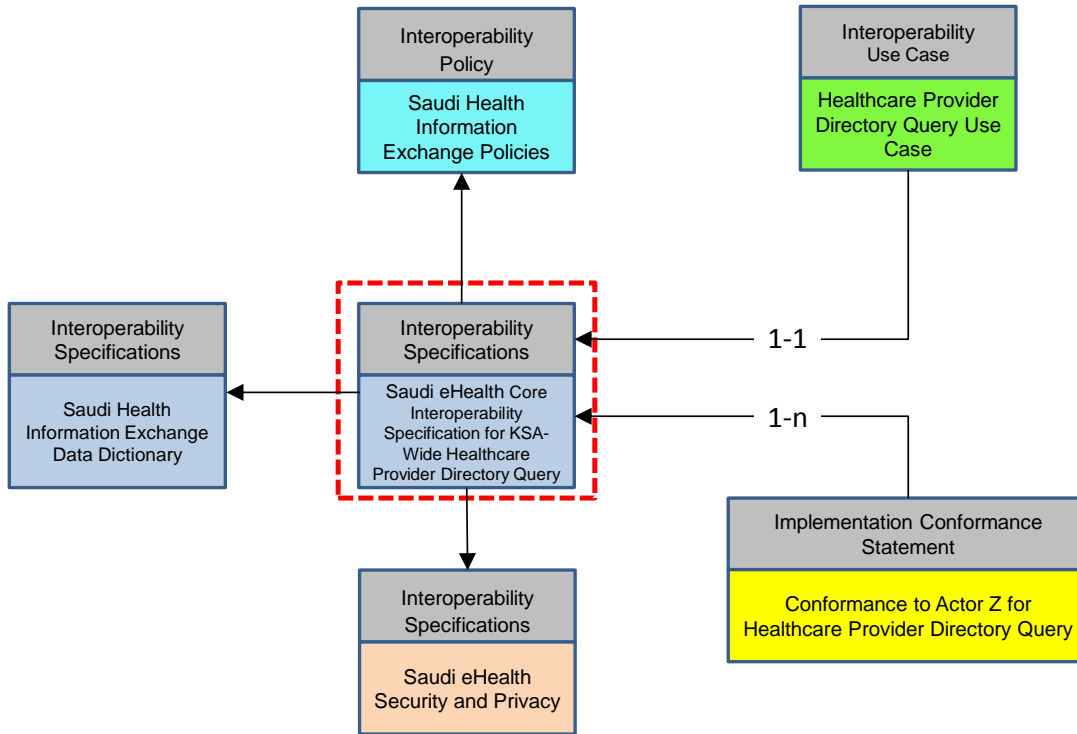 Interoperability
Policy
Saudi Health
Information
Exchange Policies
Interoperability
Use Case
Healthcare Provider
Directory Query Use
Case
Interoperability
Specifications
Saudi Health
Information Exchange
Data Dictionary
Interoperability
Specifications
Saudi eHealth Core
Interoperability
Specification for KSA-
Wide Healthcare
Provider Directory Query
1-1
1-n
Implementation Conformance
Statement
Conformance to Actor Z for
Healthcare Provider Directory Query
Interoperability
Specifications
Saudi eHealth
Security and Privacy